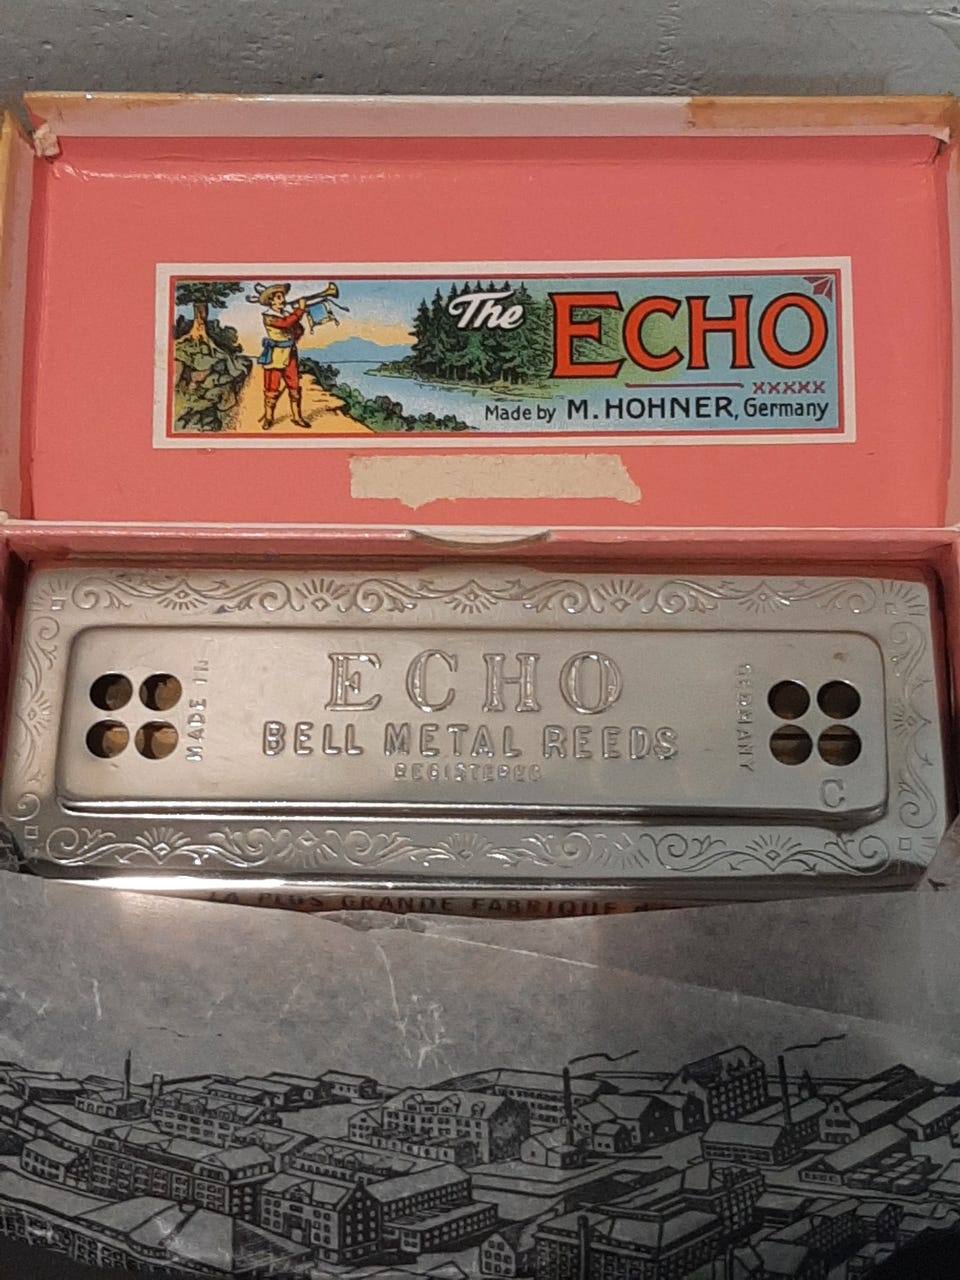 The ECHO
xxxxx
Made by M. HOHNER, Germany
MADE IN
ECHO
BELL METAL REEDS
REGISTERED
GERMANY
C
LA PLUS GRANDE FABRIQUE